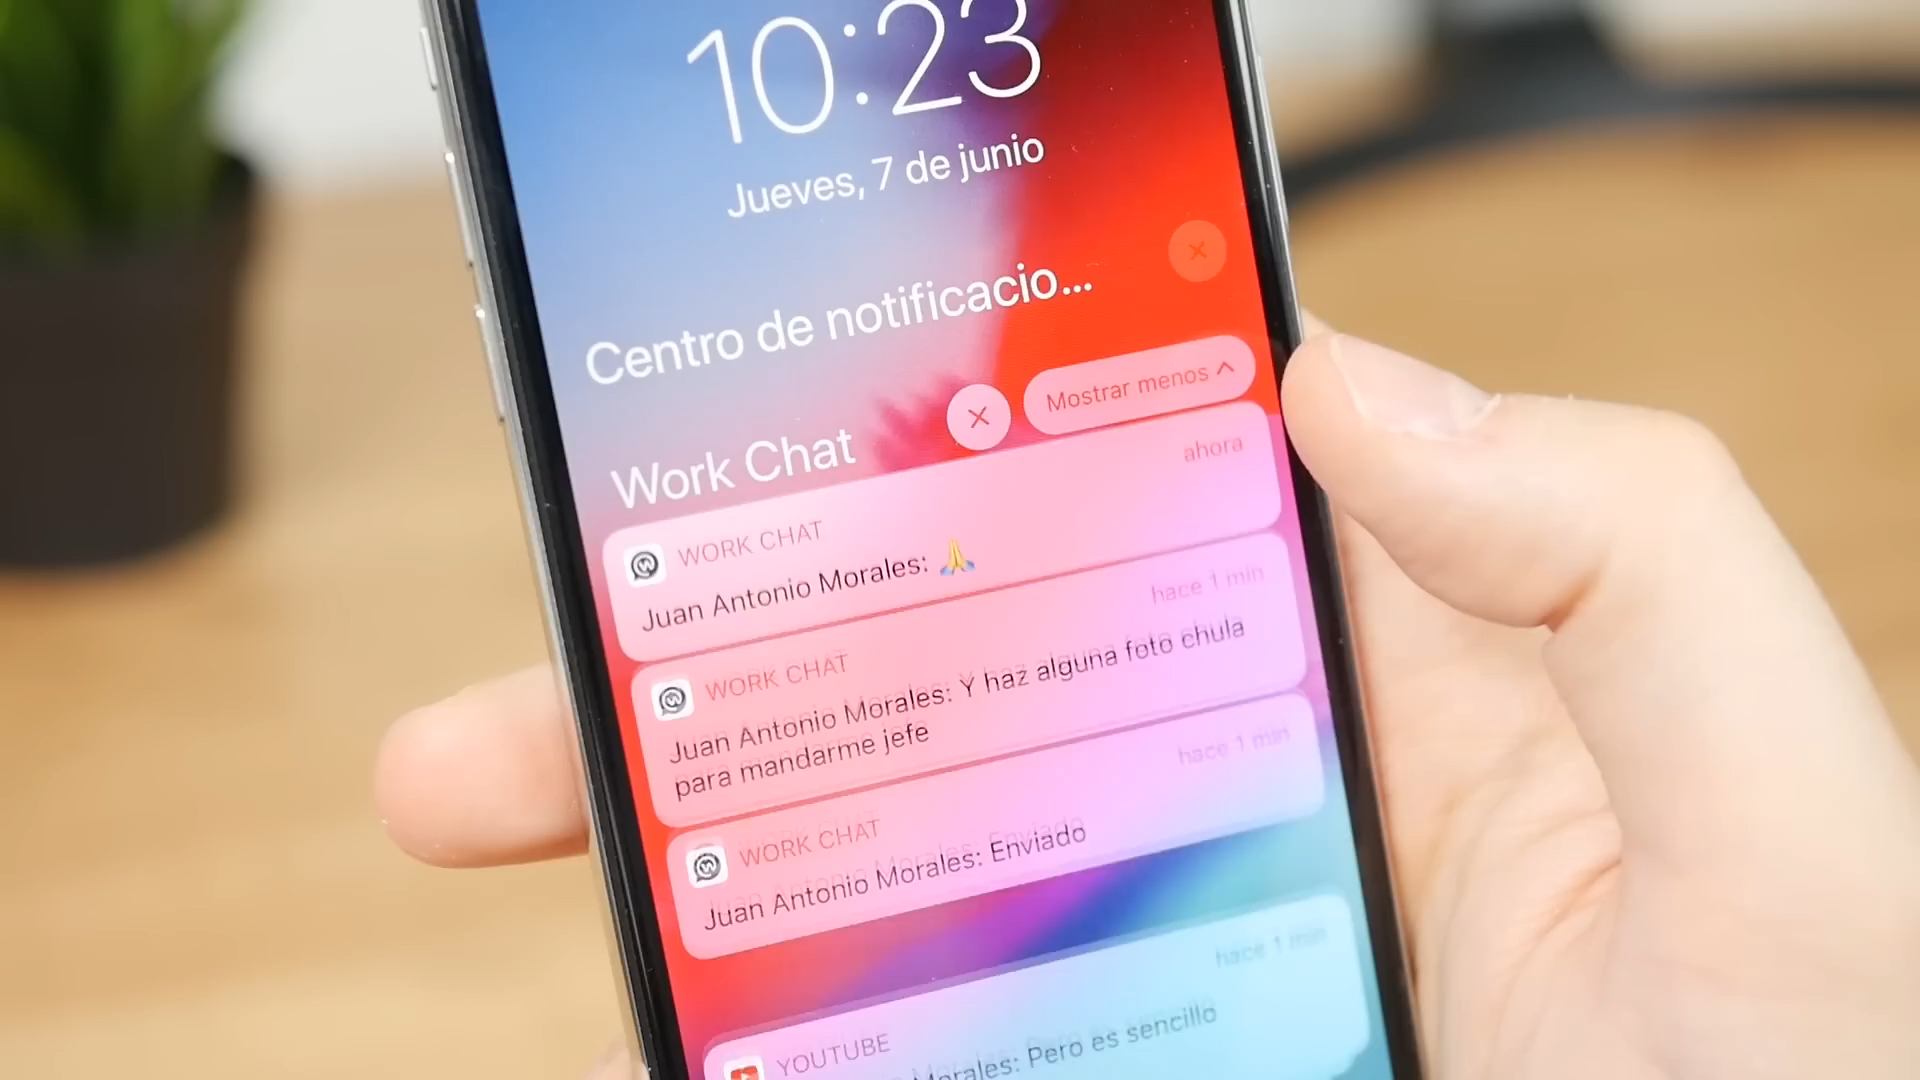 10:23
Jueves, 7 de junio
Centro de notificacio...
Work Chat
Mostrar menos
WORK CHAT
ahora
Juan Antonio Morales: 🙏
WORK CHAT
hace 1 min
Juan Antonio Morales: Y haz alguna foto chula
para mandarme jefe
WORK CHAT
hace 1 min
Juan Antonio Morales: Enviado
YOUTUBE
hace 1 min
Morales: Pero es sencillo